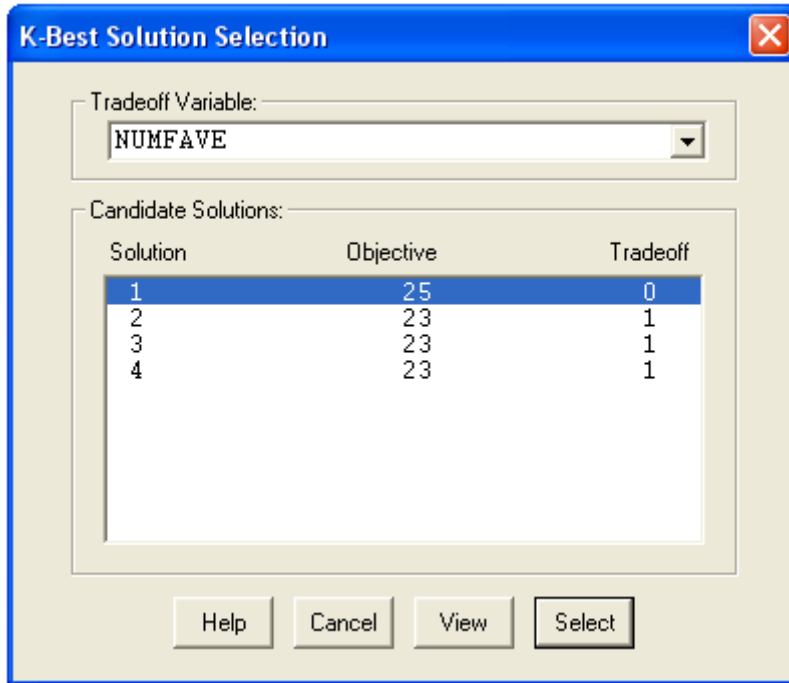 K-Best Solution Selection
Tradeoff Variable:
NUMFAVE
Candidate Solutions:
Solution Objective Tradeoff
1 25 0
2 23 1
3 23 1
4 23 1
Help Cancel View Select